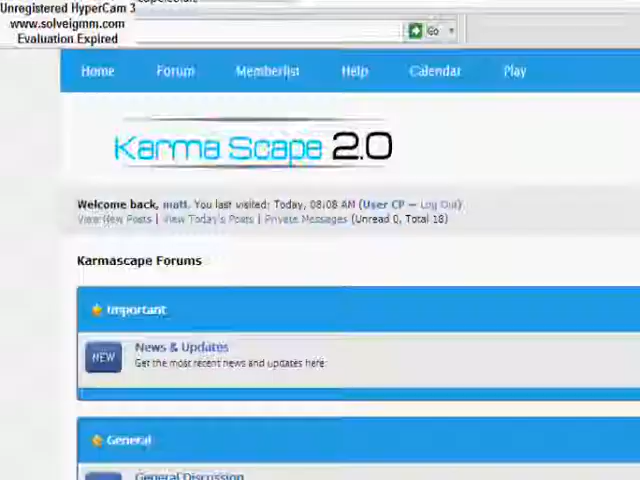 Unregistered HyperCam 3
www.solveigmm.com
Evaluation Expired
Go
Home Forum Memberlist Help Calendar Play
Karma Scape 2.0
Welcome back, matt. You last visited: Today, 08:08 AM (User CP — Log Out)
View New Posts | View Today's Posts | Private Messages (Unread 0, Total 18)
Karmascape Forums
Important
NEW
News & Updates
Get the most recent news and updates here
General
General Discussion